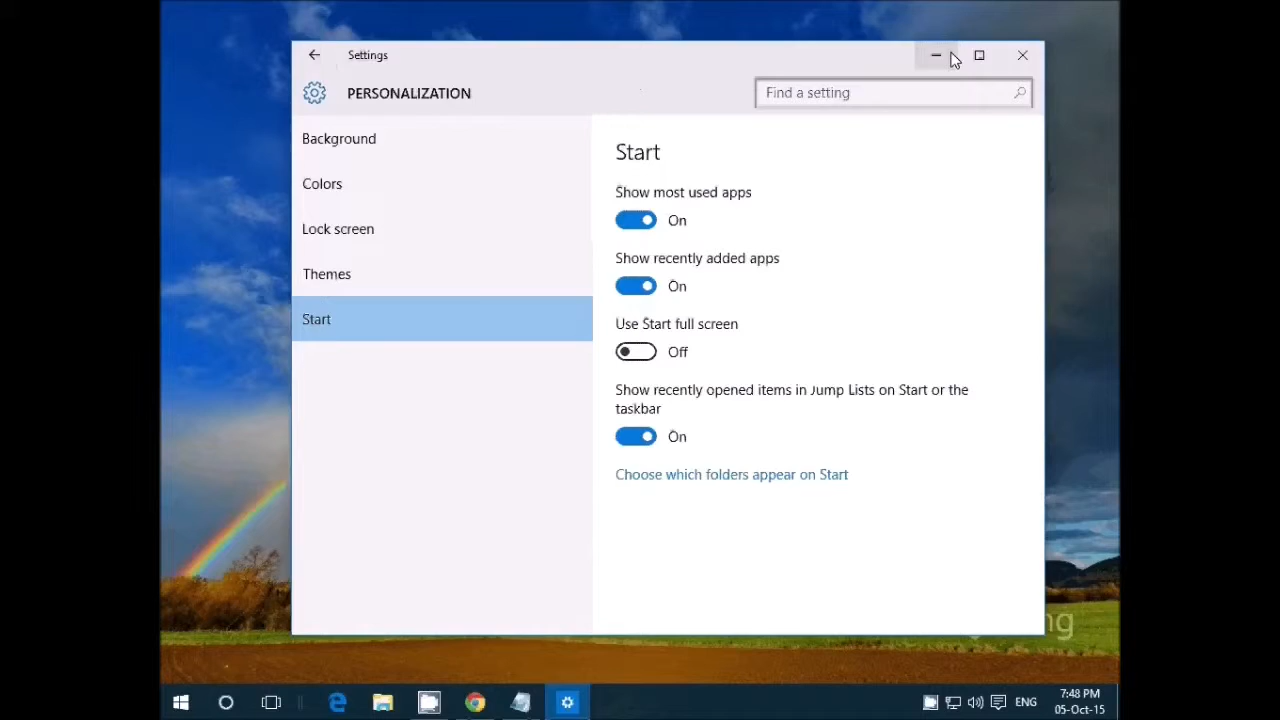 Settings
PERSONALIZATION
Find a setting
Background
Colors
Lock screen
Themes
Start
Start
Show most used apps
On
Show recently added apps
On
Use Start full screen
Off
Show recently opened items in Jump Lists on Start or the
taskbar
On
Choose which folders appear on Start
ENG
7:48 PM
05-Oct-15